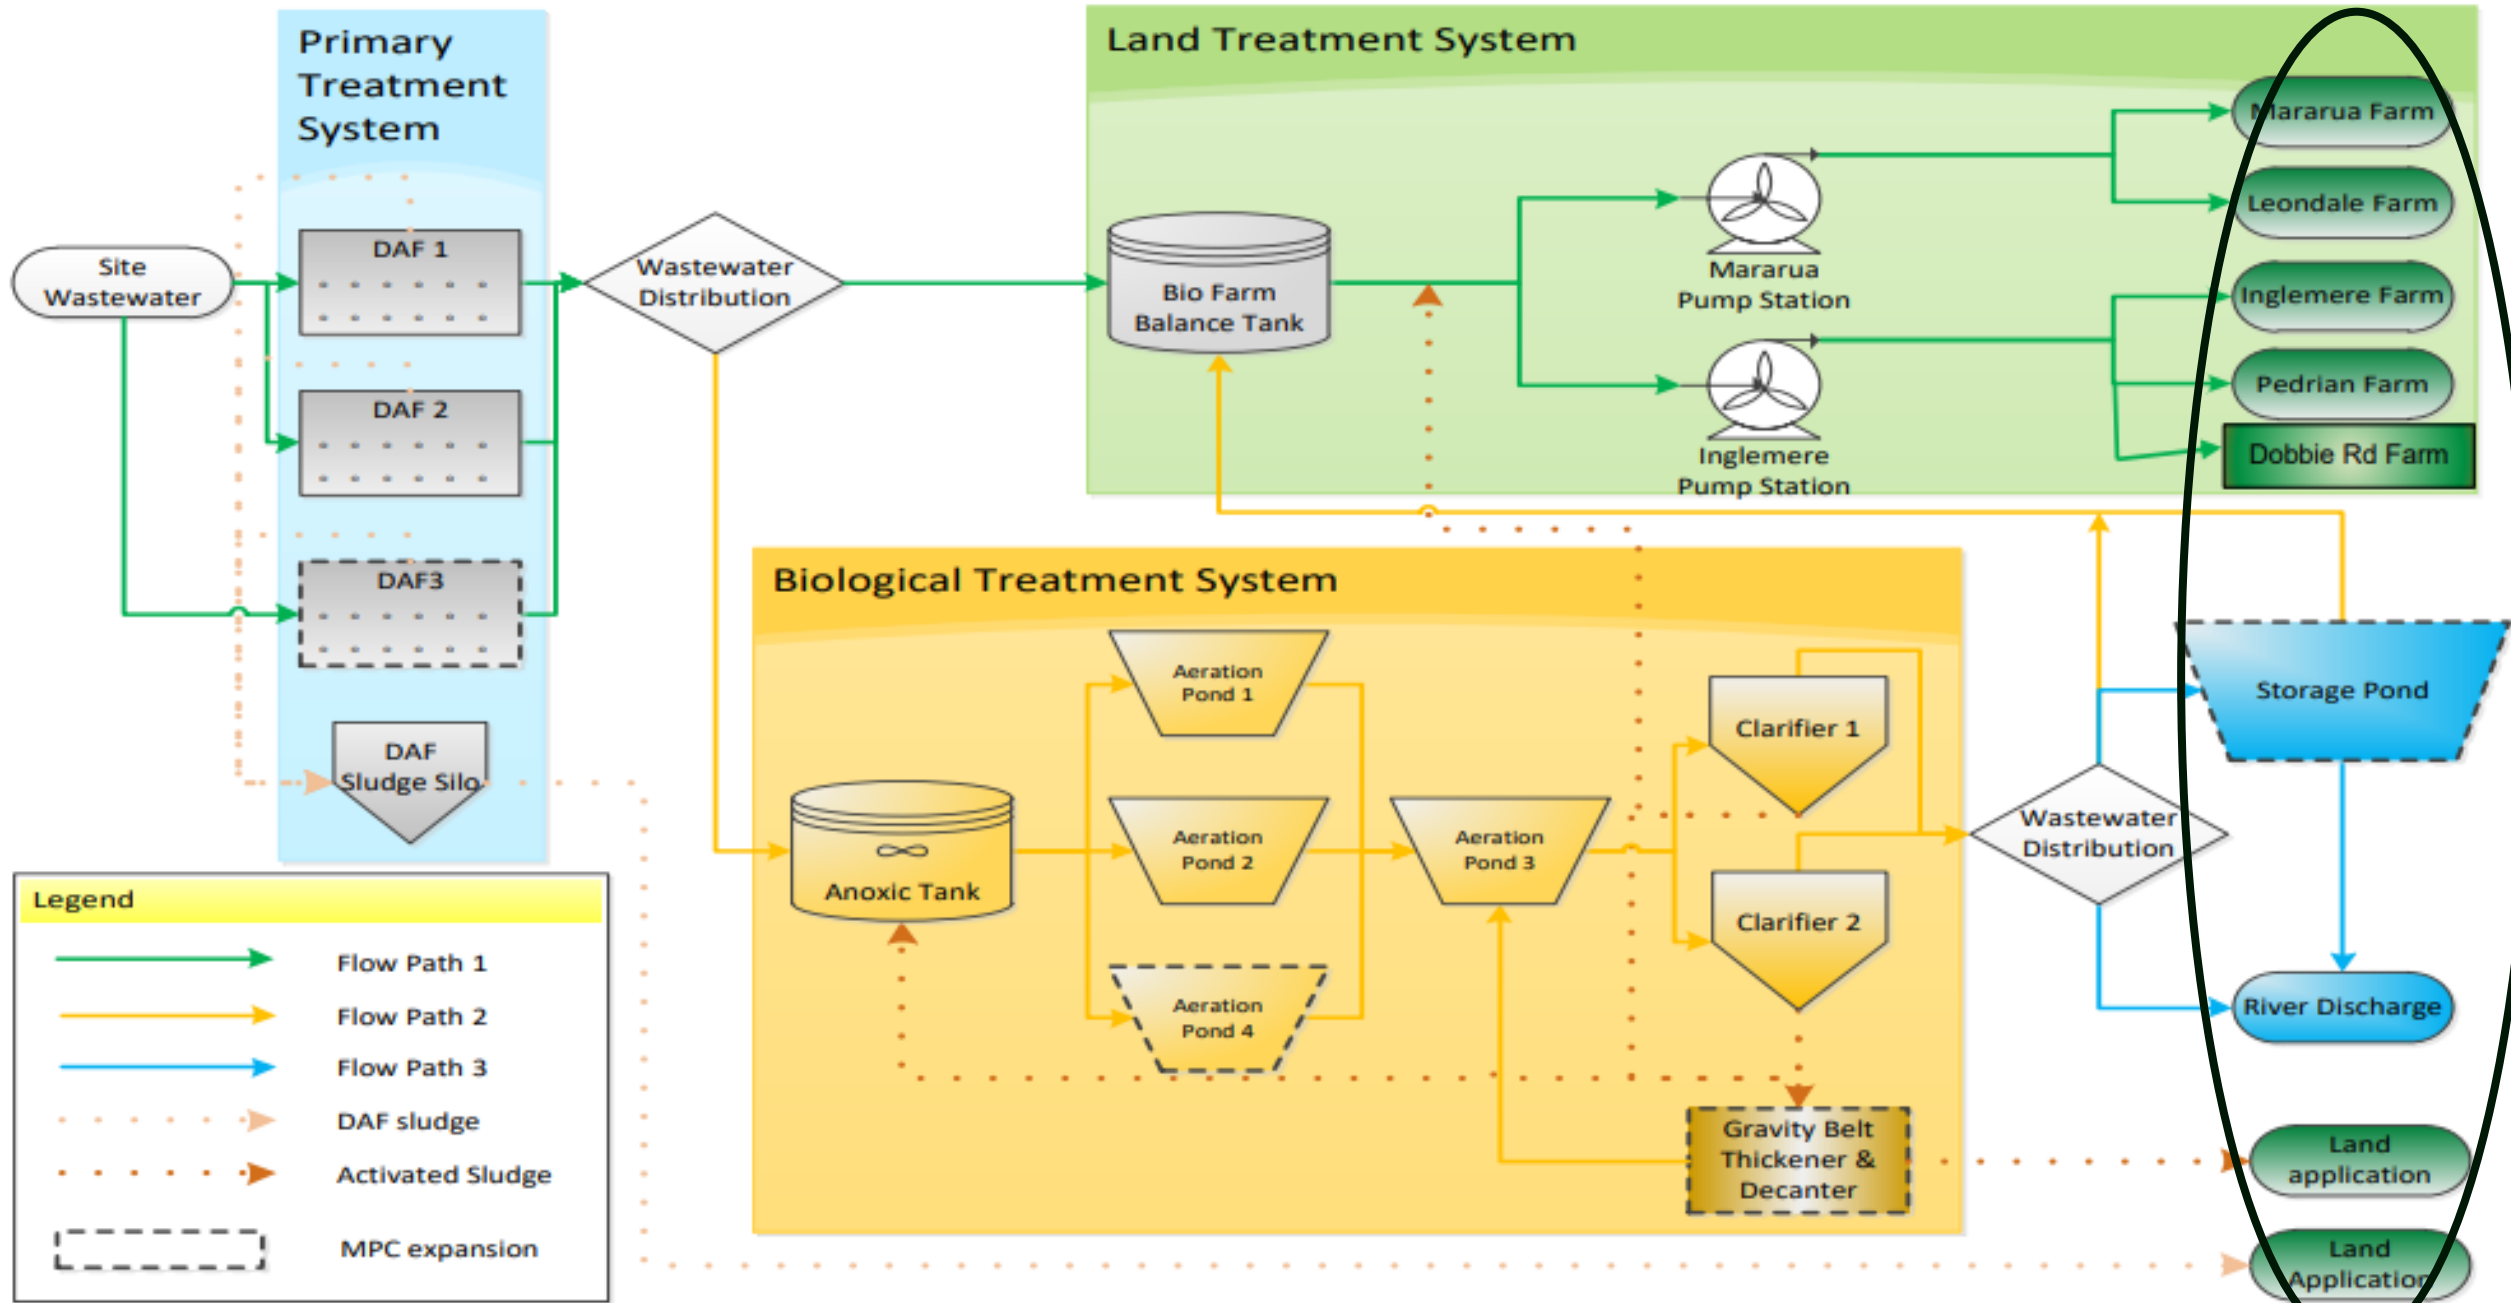 Primary
Treatment
System
Site
Wastewater
DAF 1
DAF 2
DAF3
DAF
Sludge Silo
Wastewater
Distribution
Land Treatment System
Bio Farm
Balance Tank
Mararua
Pump Station
Inglemere
Pump Station
Mararua Farm
Leondale Farm
Inglemere Farm
Pedrian Farm
Dobbie Rd Farm
Biological Treatment System
Anoxic Tank
Aeration
Pond 1
Aeration
Pond 2
Aeration
Pond 4
Aeration
Pond 3
Clarifier 1
Clarifier 2
Gravity Belt
Thickener &
Decanter
Wastewater
Distribution
Storage Pond
River Discharge
Land
application
Land
Application
Legend
Flow Path 1
Flow Path 2
Flow Path 3
DAF sludge
Activated Sludge
MPC expansion